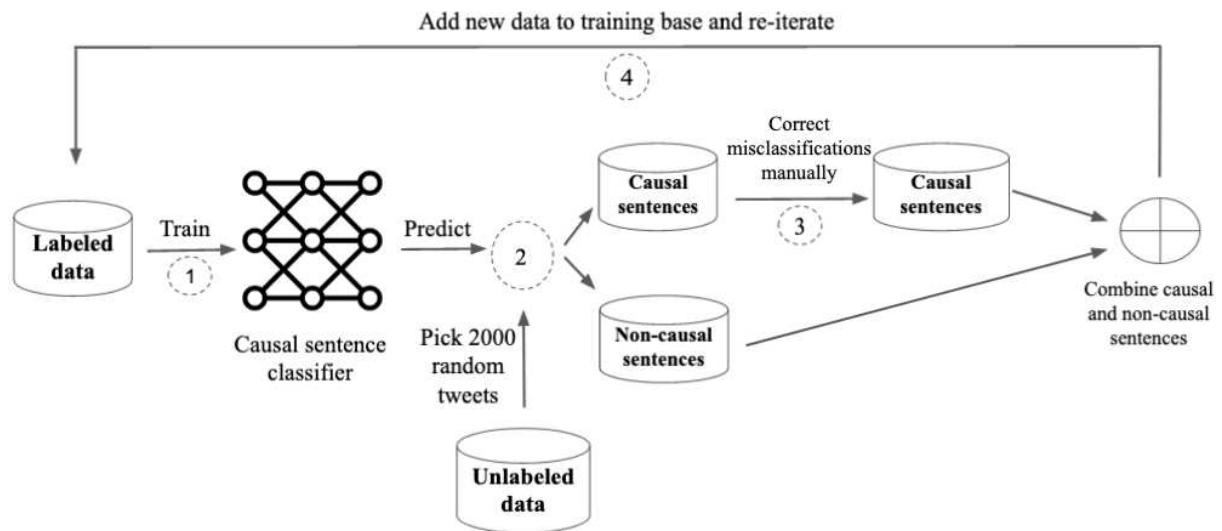 Add new data to training base and re-iterate
4
Correct
misclassifications
manually
3
Causal
sentences
Causal
sentences
Labeled
data
Train
1
Causal sentence
classifier
Predict
2
Pick 2000
random
tweets
Unlabeled
data
Non-causal
sentences
Combine causal
and non-causal
sentences